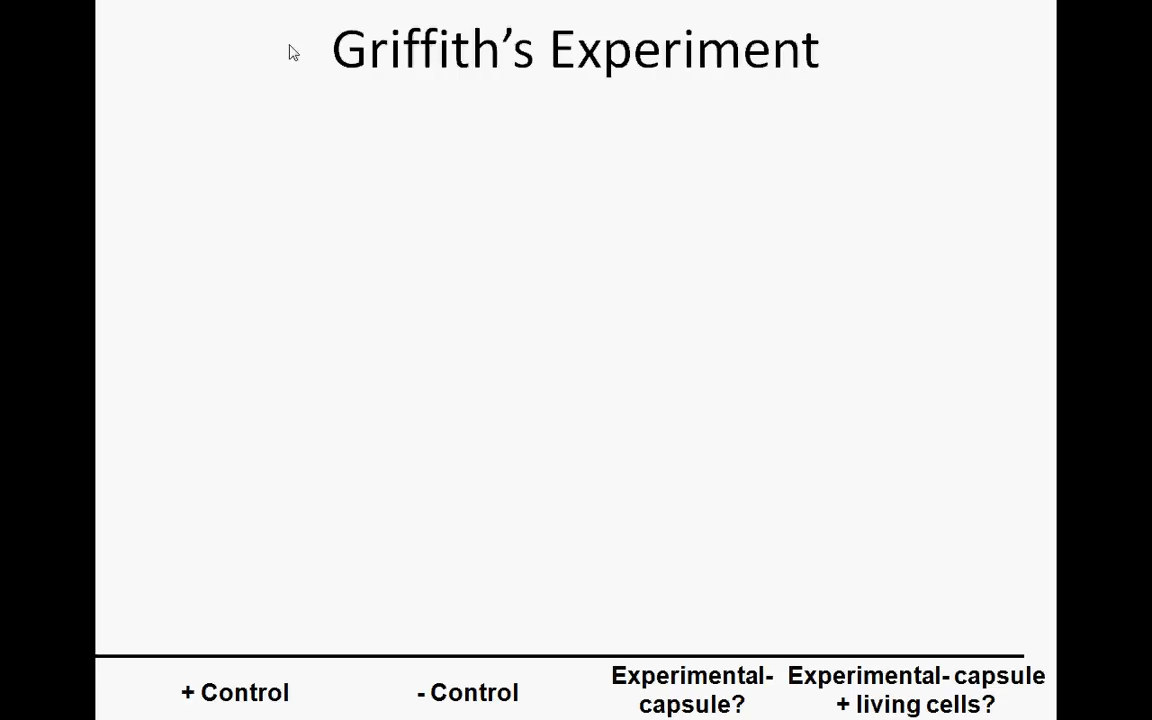 Griffith’s Experiment
+ Control
- Control
Experimental-
capsule?
Experimental- capsule
+ living cells?